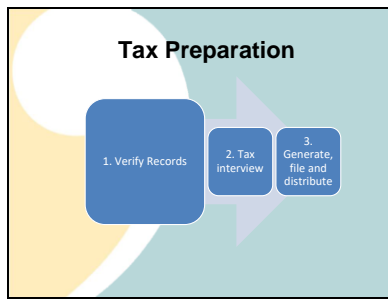 Tax Preparation
1. Verify Records
2. Tax
interview
3.
Generate,
file and
distribute